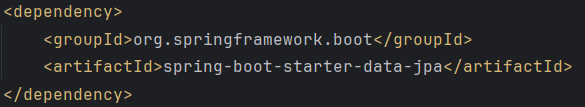 <dependency>
    <groupId>org.springframework.boot</groupId>
    <artifactId>spring-boot-starter-data-jpa</artifactId>
</dependency>